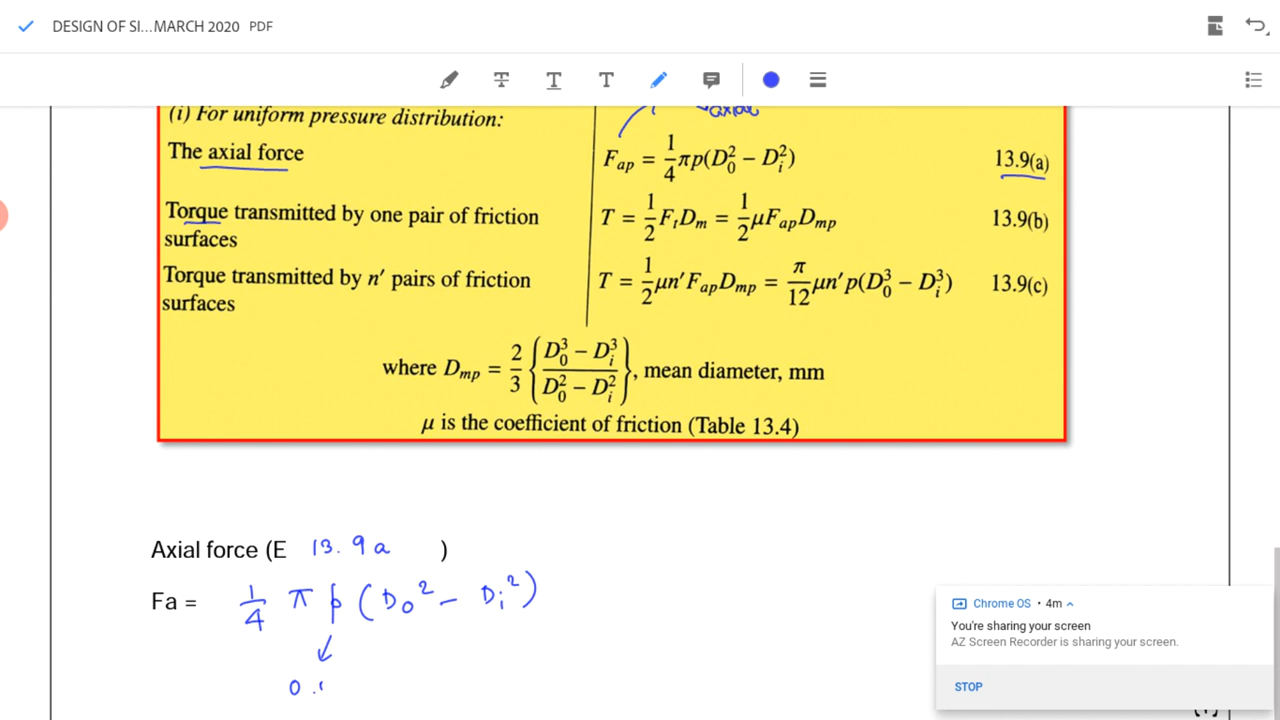 DESIGN OF SI...MARCH 2020 PDF
(i) For uniform pressure distribution:
axial
The axial force F_ap = 1/4 πp(D_0^2 − D_i^2) 13.9(a)
Torque transmitted by one pair of friction surfaces T = 1/2 F_t D_m = 1/2 μF_ap D_mp 13.9(b)
Torque transmitted by n′ pairs of friction surfaces T = 1/2 μn′F_ap D_mp = π/12 μn′p(D_0^3 − D_i^3) 13.9(c)
where D_mp = 2/3 {(D_0^3 − D_i^3)/(D_0^2 − D_i^2)}, mean diameter, mm
μ is the coefficient of friction (Table 13.4)
Axial force (E 13.9a )
Fa = 1/4 π p (D_0^2 − D_i^2)
0.
Chrome OS • 4m
You're sharing your screen
AZ Screen Recorder is sharing your screen.
STOP